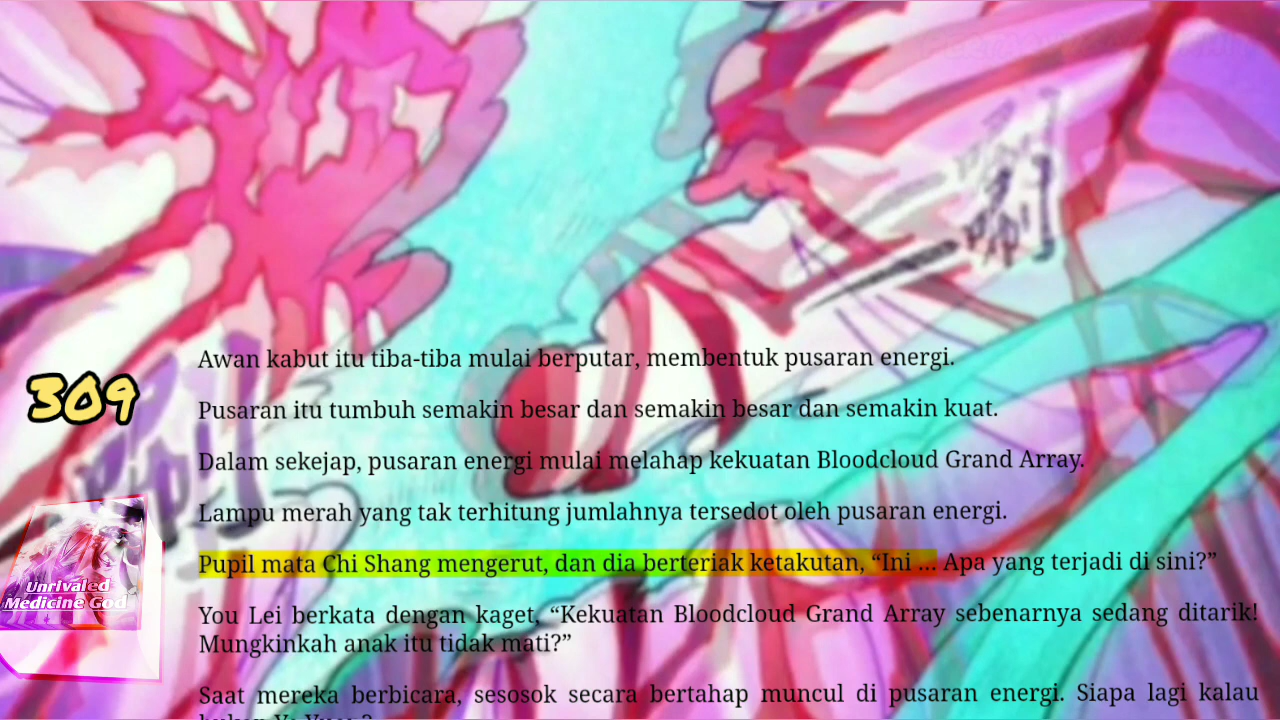 Awan kabut itu tiba-tiba mulai berputar, membentuk pusaran energi.
309
Pusaran itu tumbuh semakin besar dan semakin besar dan semakin kuat.
Dalam sekejap, pusaran energi mulai melahap kekuatan Bloodcloud Grand Array.
Lampu merah yang tak terhitung jumlahnya tersedot oleh pusaran energi.
Pupil mata Chi Shang mengerut, dan dia berteriak ketakutan, “Ini ... Apa yang terjadi di sini?”
Unrivaled
Medicine God
You Lei berkata dengan kaget, “Kekuatan Bloodcloud Grand Array sebenarnya sedang ditarik!
Mungkinkah anak itu tidak mati?”
Saat mereka berbicara, sesosok secara bertahap muncul di pusaran energi. Siapa lagi kalau